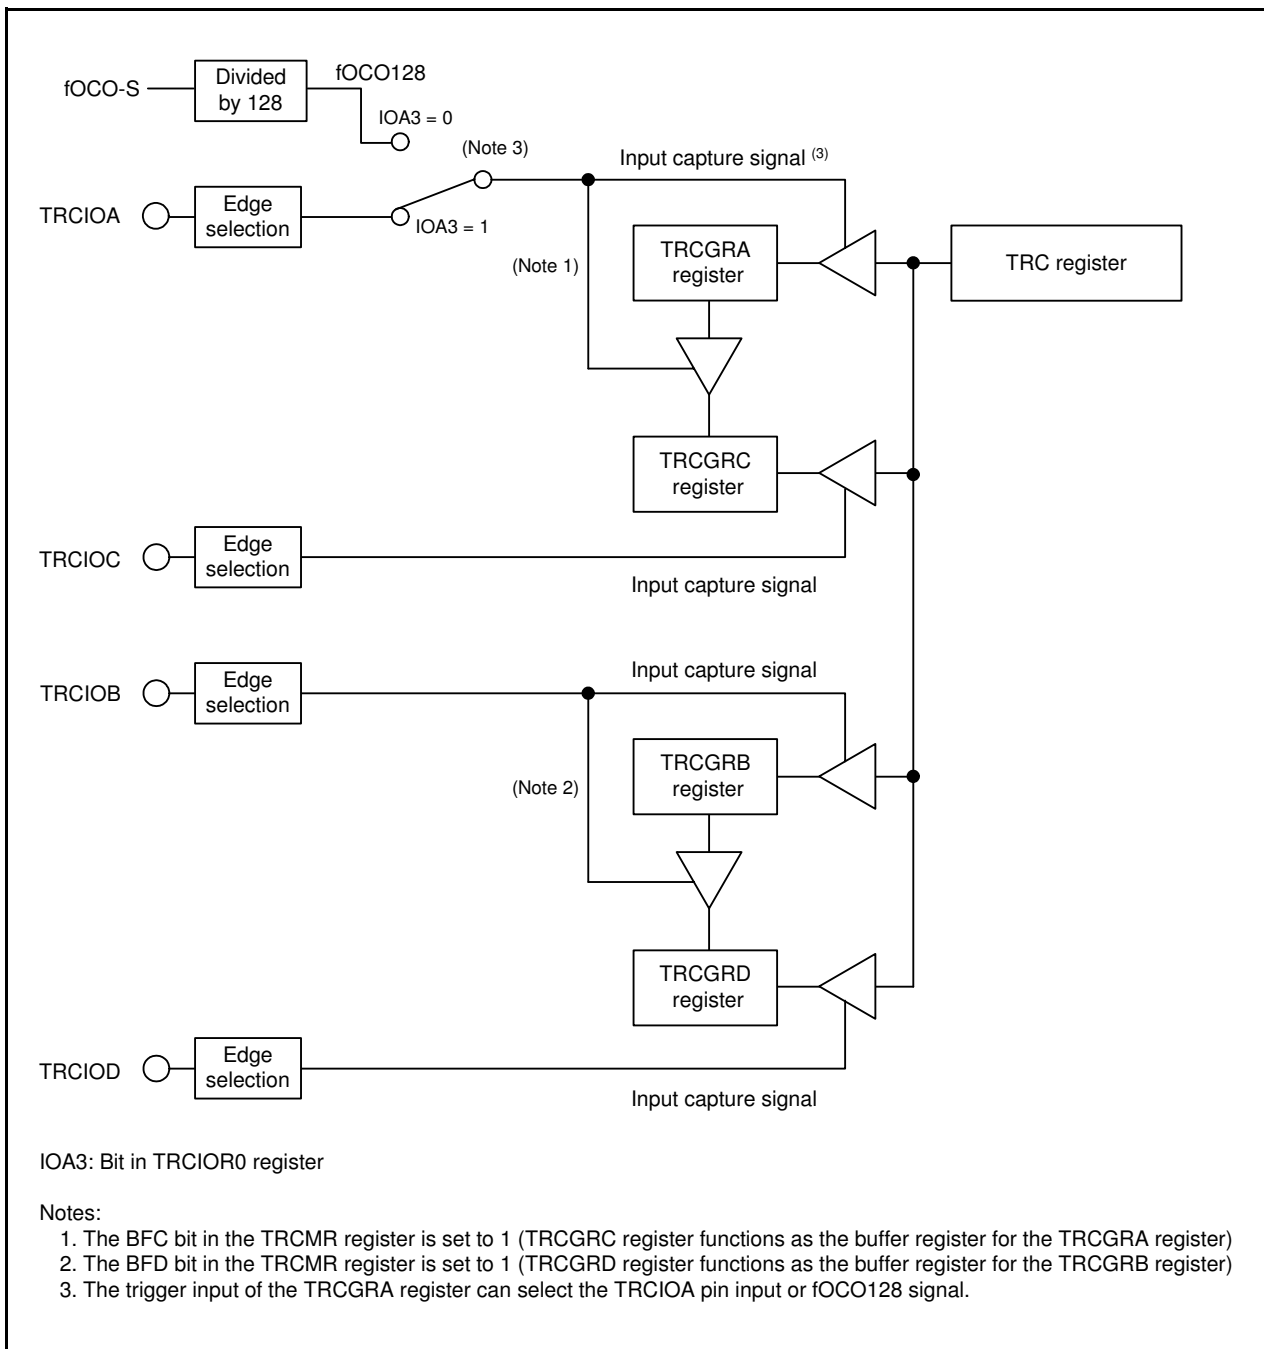 fOCO-S
Divided
by 128
fOCO128
IOA3 = 0
(Note 3)
Input capture signal (3)
TRCIOA
Edge
selection
IOA3 = 1
(Note 1)
TRCGRA
register
TRC register
TRCGRC
register
TRCIOC
Edge
selection
Input capture signal
TRCIOB
Edge
selection
Input capture signal
(Note 2)
TRCGRB
register
TRCGRD
register
TRCIOD
Edge
selection
Input capture signal
IOA3: Bit in TRCIOR0 register
Notes:
1. The BFC bit in the TRCMR register is set to 1 (TRCGRC register functions as the buffer register for the TRCGRA register)
2. The BFD bit in the TRCMR register is set to 1 (TRCGRD register functions as the buffer register for the TRCGRB register)
3. The trigger input of the TRCGRA register can select the TRCIOA pin input or fOCO128 signal.